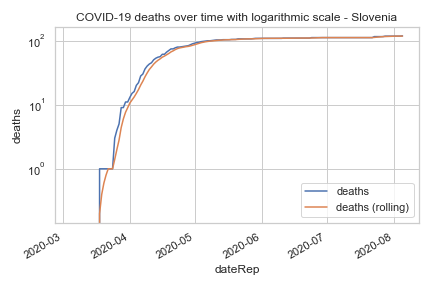 COVID-19 deaths over time with logarithmic scale - Slovenia
10²
10¹
10⁰
deaths
deaths
deaths (rolling)
2020-03
2020-04
2020-05
2020-06
2020-07
2020-08
dateRep